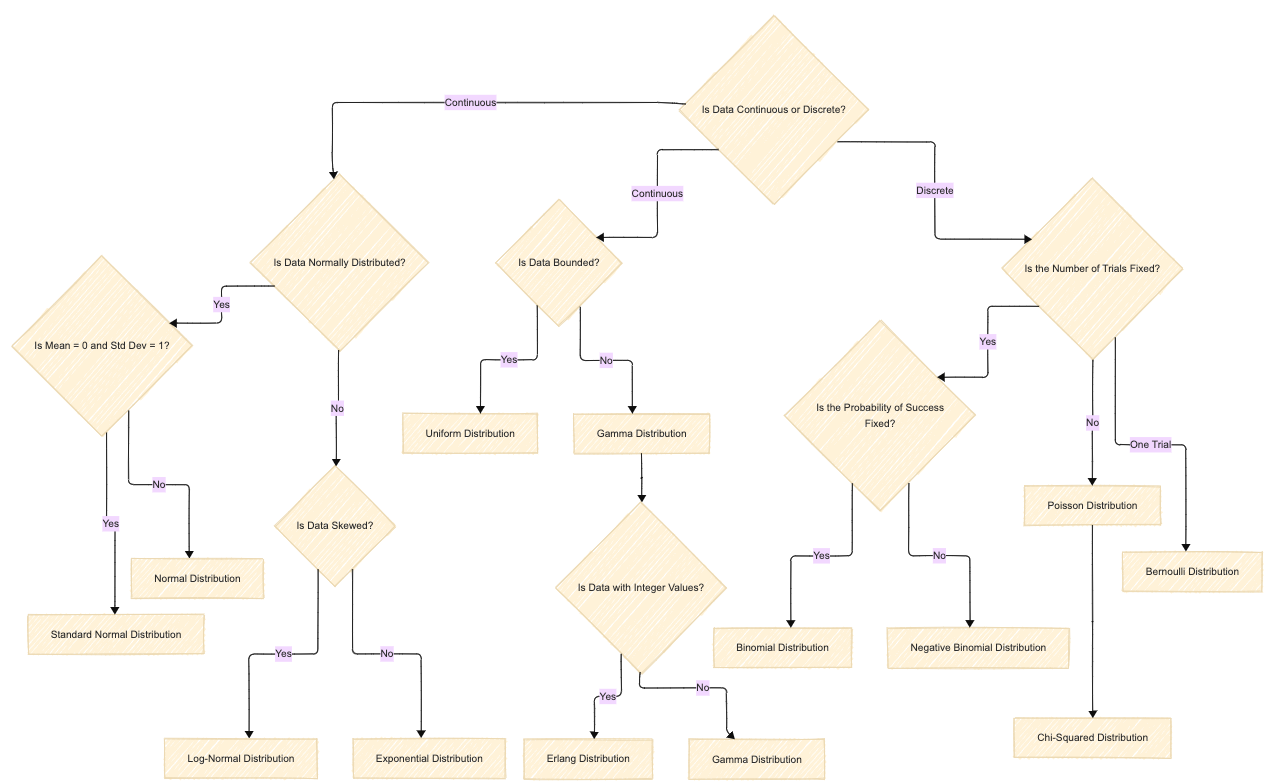 Is Data Continuous or Discrete?
Continuous
Continuous
Discrete
Is Data Normally Distributed?
Is Data Bounded?
Is the Number of Trials Fixed?
Yes
Is Mean = 0 and Std Dev = 1?
Yes
Yes
No
No
Is the Probability of Success
Fixed?
No
Uniform Distribution
Gamma Distribution
No
One Trial
No
Yes
Is Data Skewed?
Poisson Distribution
Normal Distribution
Standard Normal Distribution
Is Data with Integer Values?
Yes
No
Bernoulli Distribution
Binomial Distribution
Negative Binomial Distribution
Yes
No
Yes
No
Log-Normal Distribution
Exponential Distribution
Erlang Distribution
Gamma Distribution
Chi-Squared Distribution